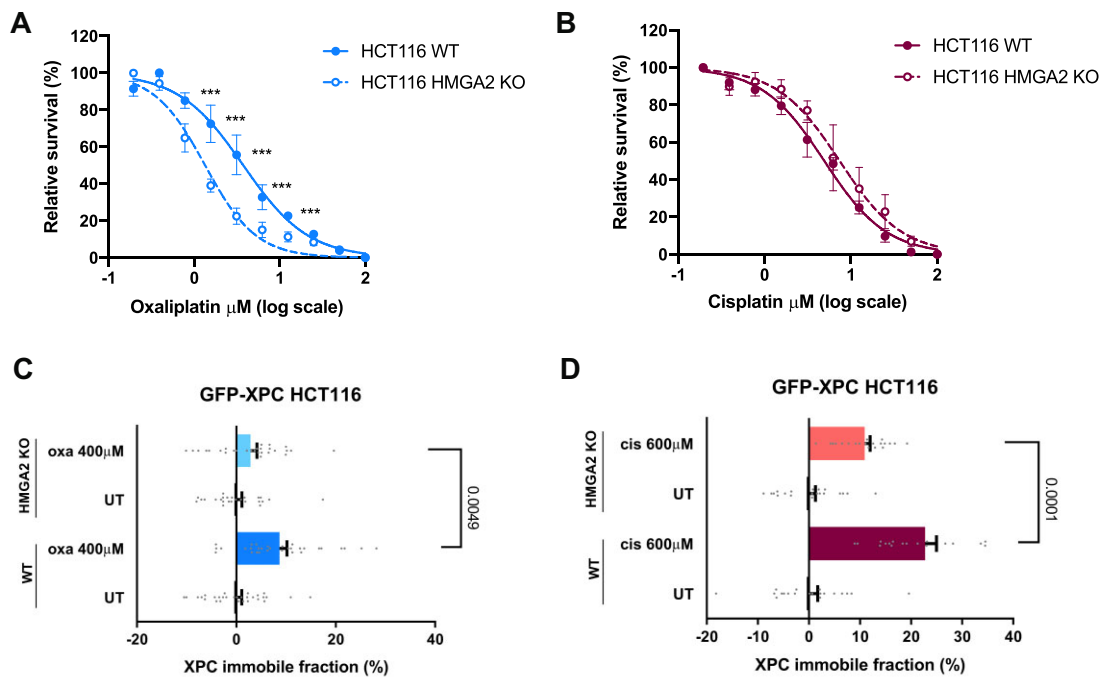 A
120
100
80
60
40
20
0
Relative survival (%)
HCT116 WT
HCT116 HMGA2 KO
***
***
***
***
***
-1
0
1
2
Oxaliplatin μM (log scale)
B
120
100
80
60
40
20
0
Relative survival (%)
HCT116 WT
HCT116 HMGA2 KO
-1
0
1
2
Cisplatin μM (log scale)
C
GFP-XPC HCT116
HMGA2 KO
oxa 400μM
UT
WT
oxa 400μM
UT
0.0049
-20
0
20
40
XPC immobile fraction (%)
D
GFP-XPC HCT116
HMGA2 KO
cis 600μM
UT
WT
cis 600μM
UT
0.0001
-20
-10
0
10
20
30
40
XPC immobile fraction (%)